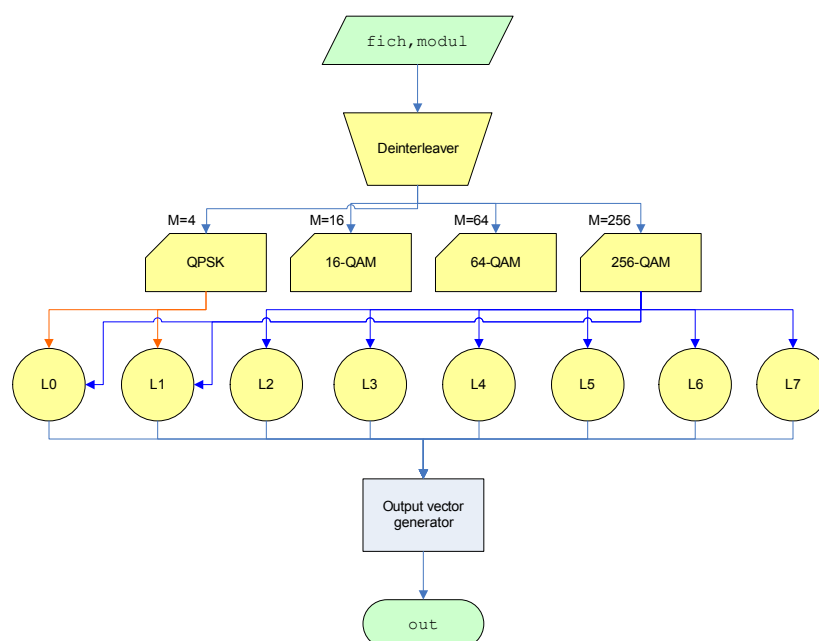 fich,modul
Deinterleaver
M=4
M=16
M=64
M=256
QPSK
16-QAM
64-QAM
256-QAM
L0
L1
L2
L3
L4
L5
L6
L7
Output vector
generator
out